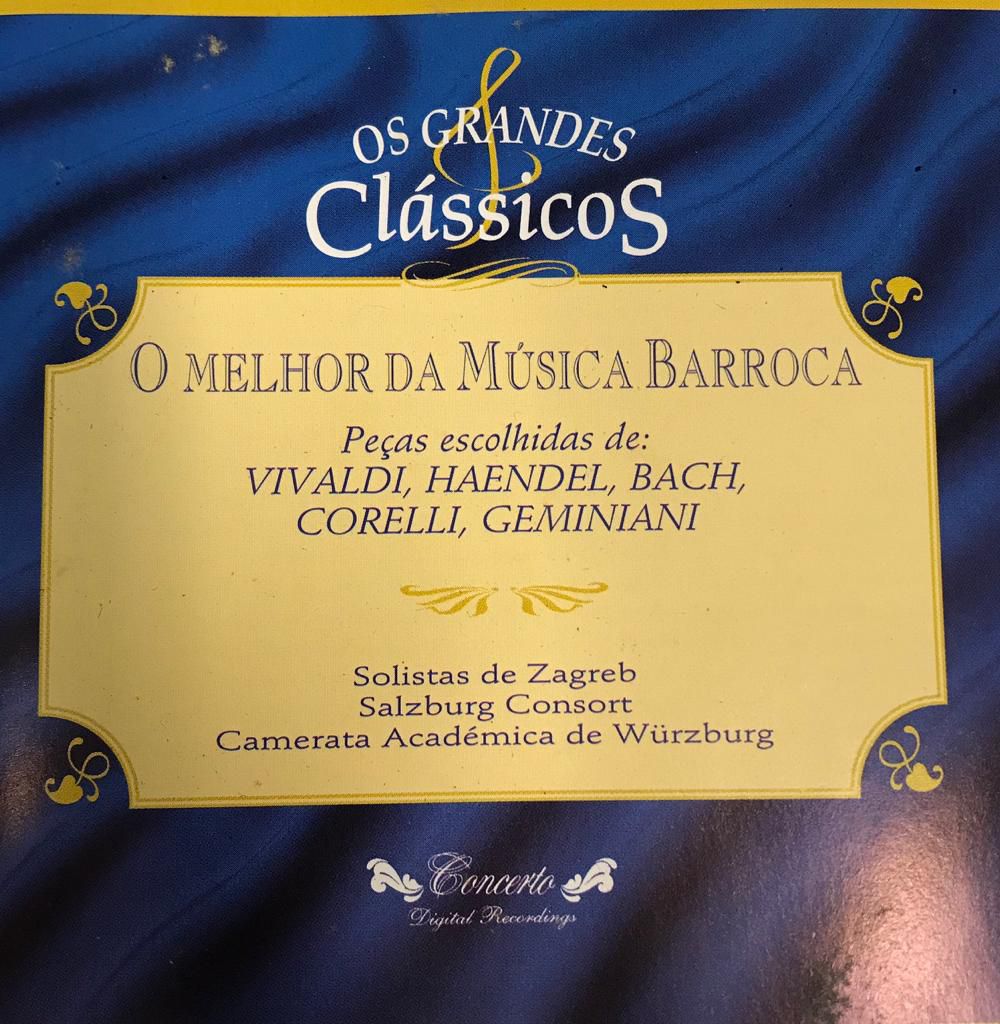 OS GRANDES
Clássicos
O MELHOR DA MÚSICA BARROCA
Peças escolhidas de:
VIVALDI, HAENDEL, BACH,
CORELLI, GEMINIANI
Solistas de Zagreb
Salzburg Consort
Camerata Académica de Würzburg
Concerto
Digital Recordings